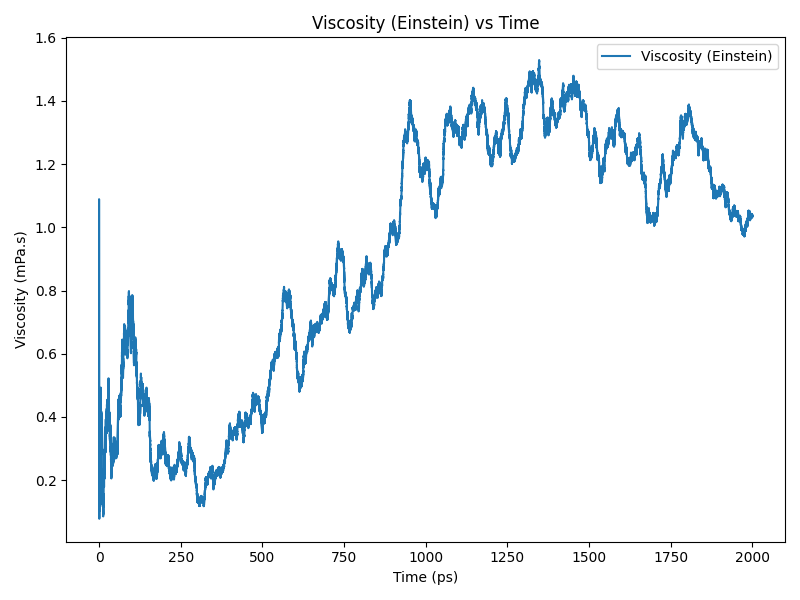 Viscosity (Einstein) vs Time
Viscosity (Einstein)
Viscosity (mPa.s)
1.6
1.4
1.2
1.0
0.8
0.6
0.4
0.2
0 250 500 750 1000 1250 1500 1750 2000
Time (ps)